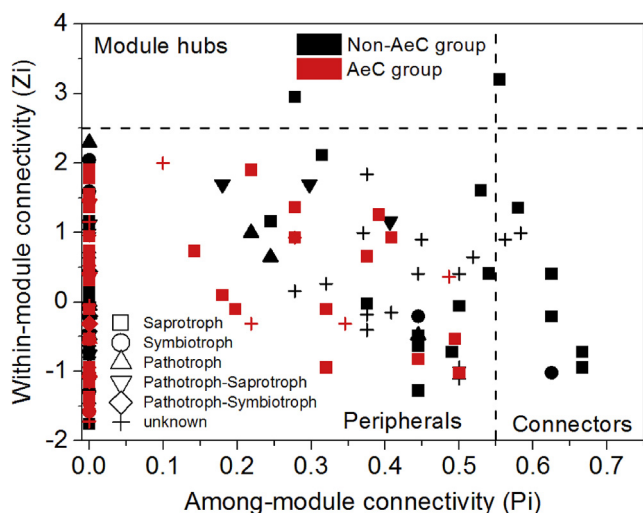 Module hubs
Non-AeC group
AeC group
Within-module connectivity (Zi)
4
3
2
1
0
-1
-2
Saprotroph
Symbiotroph
Pathotroph
Pathotroph-Saprotroph
Pathotroph-Symbiotroph
unknown
Peripherals
Connectors
0.0 0.1 0.2 0.3 0.4 0.5 0.6 0.7
Among-module connectivity (Pi)